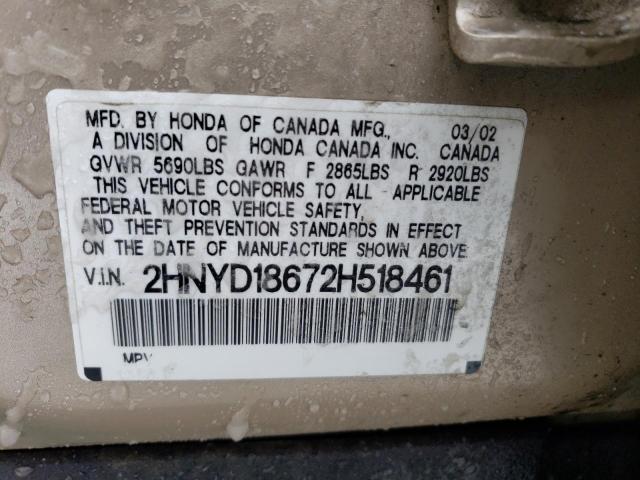 MFD. BY HONDA OF CANADA MFG., 03/02
A DIVISION OF HONDA CANADA INC. CANADA
GVWR 5690LBS GAWR F 2865LBS R 2920LBS
THIS VEHICLE CONFORMS TO ALL APPLICABLE
FEDERAL MOTOR VEHICLE SAFETY,
AND THEFT PREVENTION STANDARDS IN EFFECT
ON THE DATE OF MANUFACTURE SHOWN ABOVE.
V.I.N. 2HNYD18672H518461
MPV